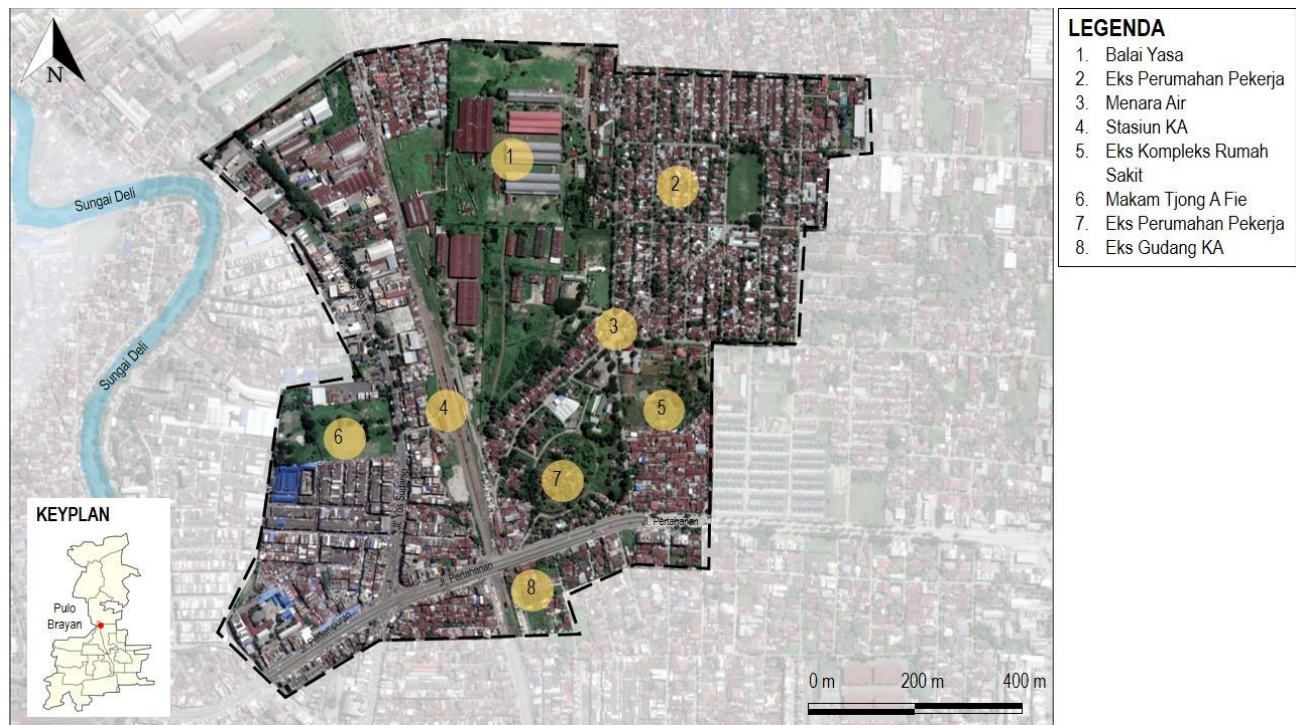 N
Sungai Deli
Sungai Deli
1
2
3
4
5
6
7
8
Jl. Yos Sudarso
Jl. Pertahanan
Jl. Pertahanan
Pertempuran
KEYPLAN
Pulo
Brayan
0 m 200 m 400 m
LEGENDA
1. Balai Yasa
2. Eks Perumahan Pekerja
3. Menara Air
4. Stasiun KA
5. Eks Kompleks Rumah
Sakit
6. Makam Tjong A Fie
7. Eks Perumahan Pekerja
8. Eks Gudang KA